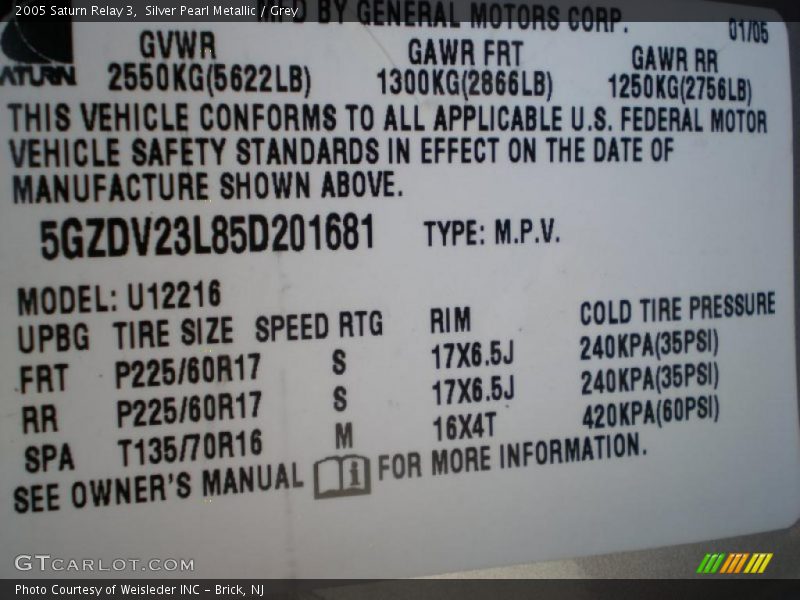 2005 Saturn Relay 3,  Silver Pearl Metallic / Grey
MFD BY GENERAL MOTORS CORP.
01/05
ATURN
GVWR GAWR FRT GAWR RR
2550KG(5622LB) 1300KG(2866LB) 1250KG(2756LB)
THIS VEHICLE CONFORMS TO ALL APPLICABLE U.S. FEDERAL MOTOR
VEHICLE SAFETY STANDARDS IN EFFECT ON THE DATE OF
MANUFACTURE SHOWN ABOVE.
5GZDV23L85D201681 TYPE: M.P.V.
MODEL: U12216
UPBG TIRE SIZE SPEED RTG RIM COLD TIRE PRESSURE
FRT P225/60R17 S 17X6.5J 240KPA(35PSI)
RR P225/60R17 S 17X6.5J 240KPA(35PSI)
SPA T135/70R16 M 16X4T 420KPA(60PSI)
SEE OWNER'S MANUAL i FOR MORE INFORMATION.
GTCARLOT.COM
Photo Courtesy of Weisleder INC - Brick, NJ